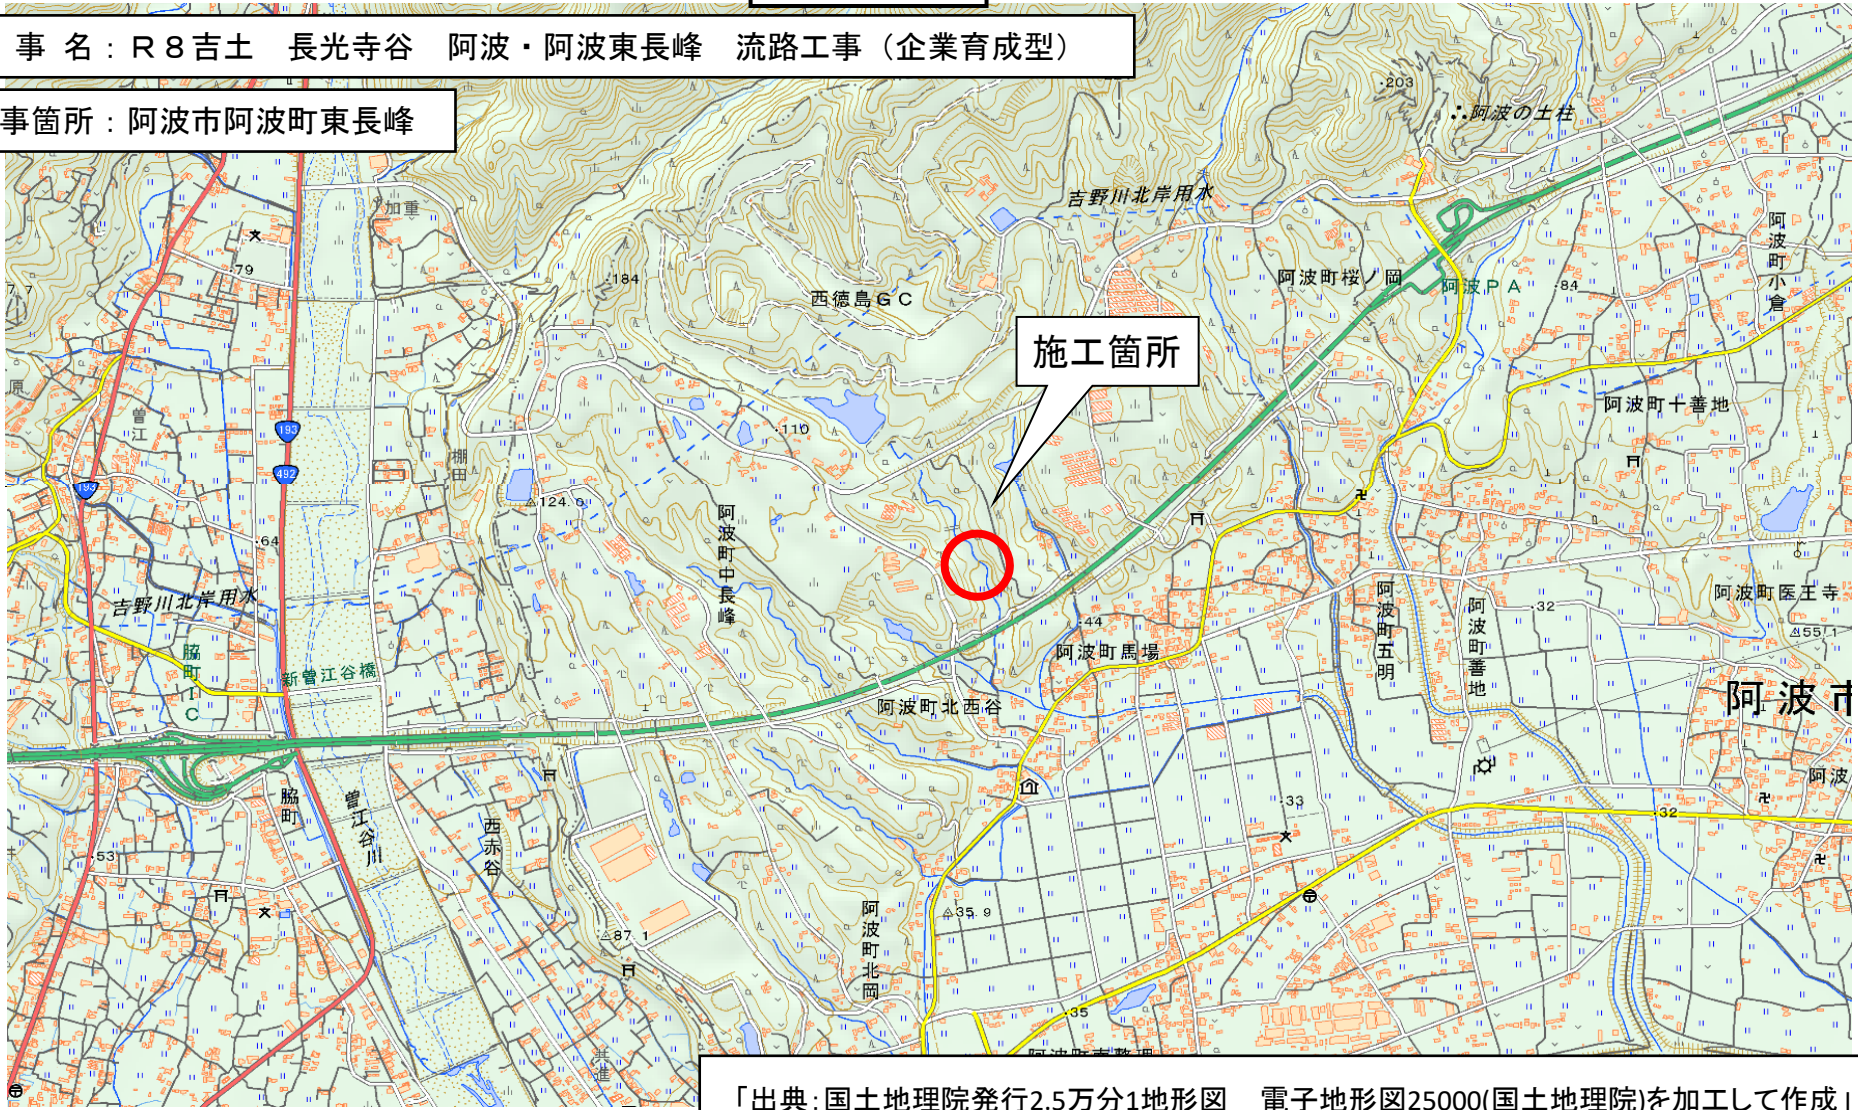 事 名：Ｒ８吉土　長光寺谷　阿波・阿波東長峰　流路工事（企業育成型）
事箇所：阿波市阿波町東長峰
施工箇所
・203
∴阿波の土柱
吉野川北岸用水
加重
・79
・184
西徳島ＧＣ
阿波町桜ノ岡
阿波ＰＡ
・84
阿波町小倉
原
曽江
193
492
193
棚田
・110
△124.0
阿波町中長峰
阿波町十善地
・64
吉野川北岸用水
脇町ＩＣ
新曽江谷橋
・44
阿波町馬場
阿波町五明
阿波町善地
・32
阿波町医王寺
△55.1
阿波市
阿波町北西谷
脇町
曽江谷川
西赤谷
・53
・33
・32
阿波
△35.9
△87.1
阿波町北岡
・35
「出典：国土地理院発行2.5万分1地形図　電子地形図25000(国土地理院)を加工して作成」